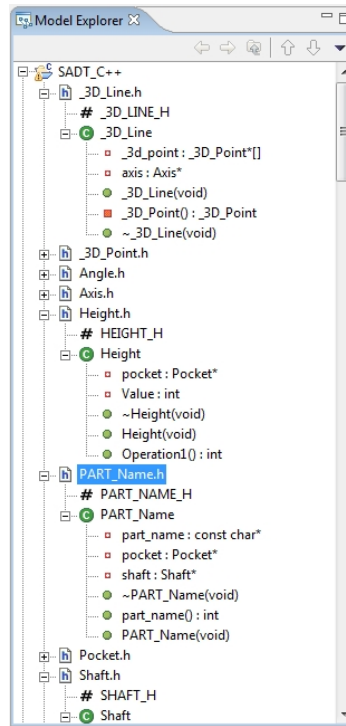 Model Explorer
SADT_C++
_3D_Line.h
# _3D_LINE_H
_3D_Line
_3d_point : _3D_Point*[]
axis : Axis*
_3D_Line(void)
_3D_Point() : _3D_Point
~_3D_Line(void)
_3D_Point.h
Angle.h
Axis.h
Height.h
# HEIGHT_H
Height
pocket : Pocket*
Value : int
~Height(void)
Height(void)
Operation1() : int
PART_Name.h
# PART_NAME_H
PART_Name
part_name : const char*
pocket : Pocket*
shaft : Shaft*
~PART_Name(void)
part_name() : int
PART_Name(void)
Pocket.h
Shaft.h
# SHAFT_H
Shaft